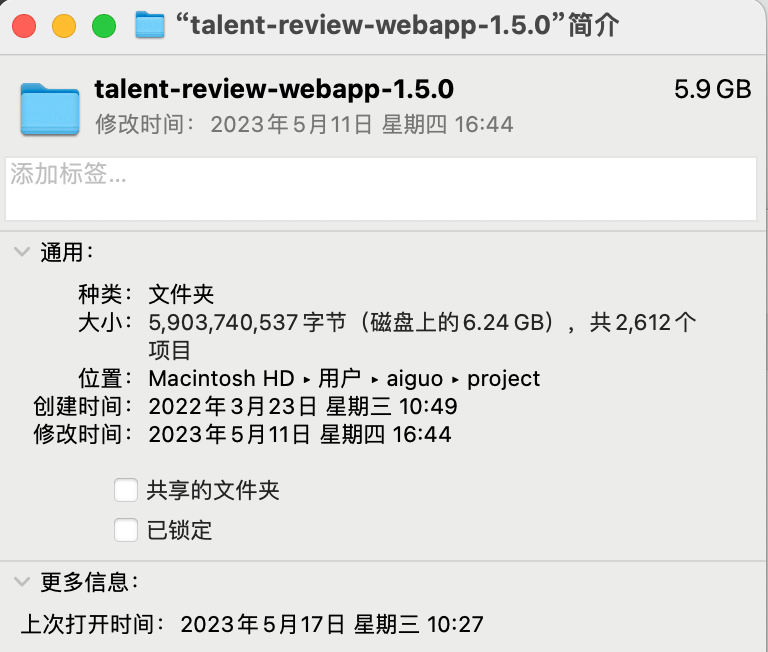 “talent-review-webapp-1.5.0”简介
talent-review-webapp-1.5.0 5.9 GB
修改时间： 2023年5月11日 星期四 16:44
添加标签...
通用：
种类： 文件夹
大小： 5,903,740,537 字节（磁盘上的6.24 GB），共2,612个
项目
位置： Macintosh HD ▸ 用户 ▸ aiguo ▸ project
创建时间： 2022年3月23日 星期三 10:49
修改时间： 2023年5月11日 星期四 16:44
共享的文件夹
已锁定
更多信息：
上次打开时间： 2023年5月17日 星期三 10:27